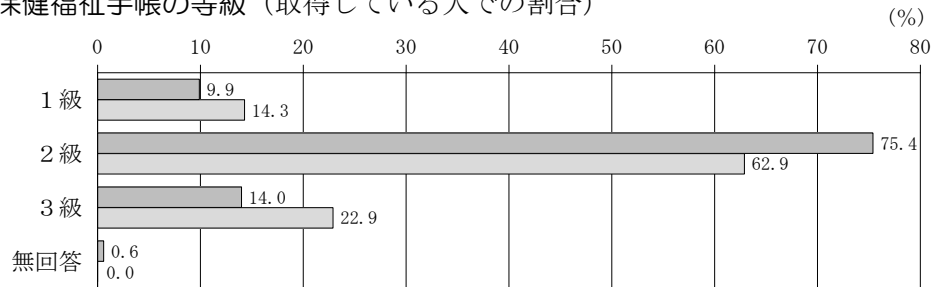 保健福祉手帳の等級（取得している人での割合）
(%)
0 10 20 30 40 50 60 70 80
1級 9.9
14.3
2級 75.4
62.9
3級 14.0
22.9
無回答 0.6
0.0